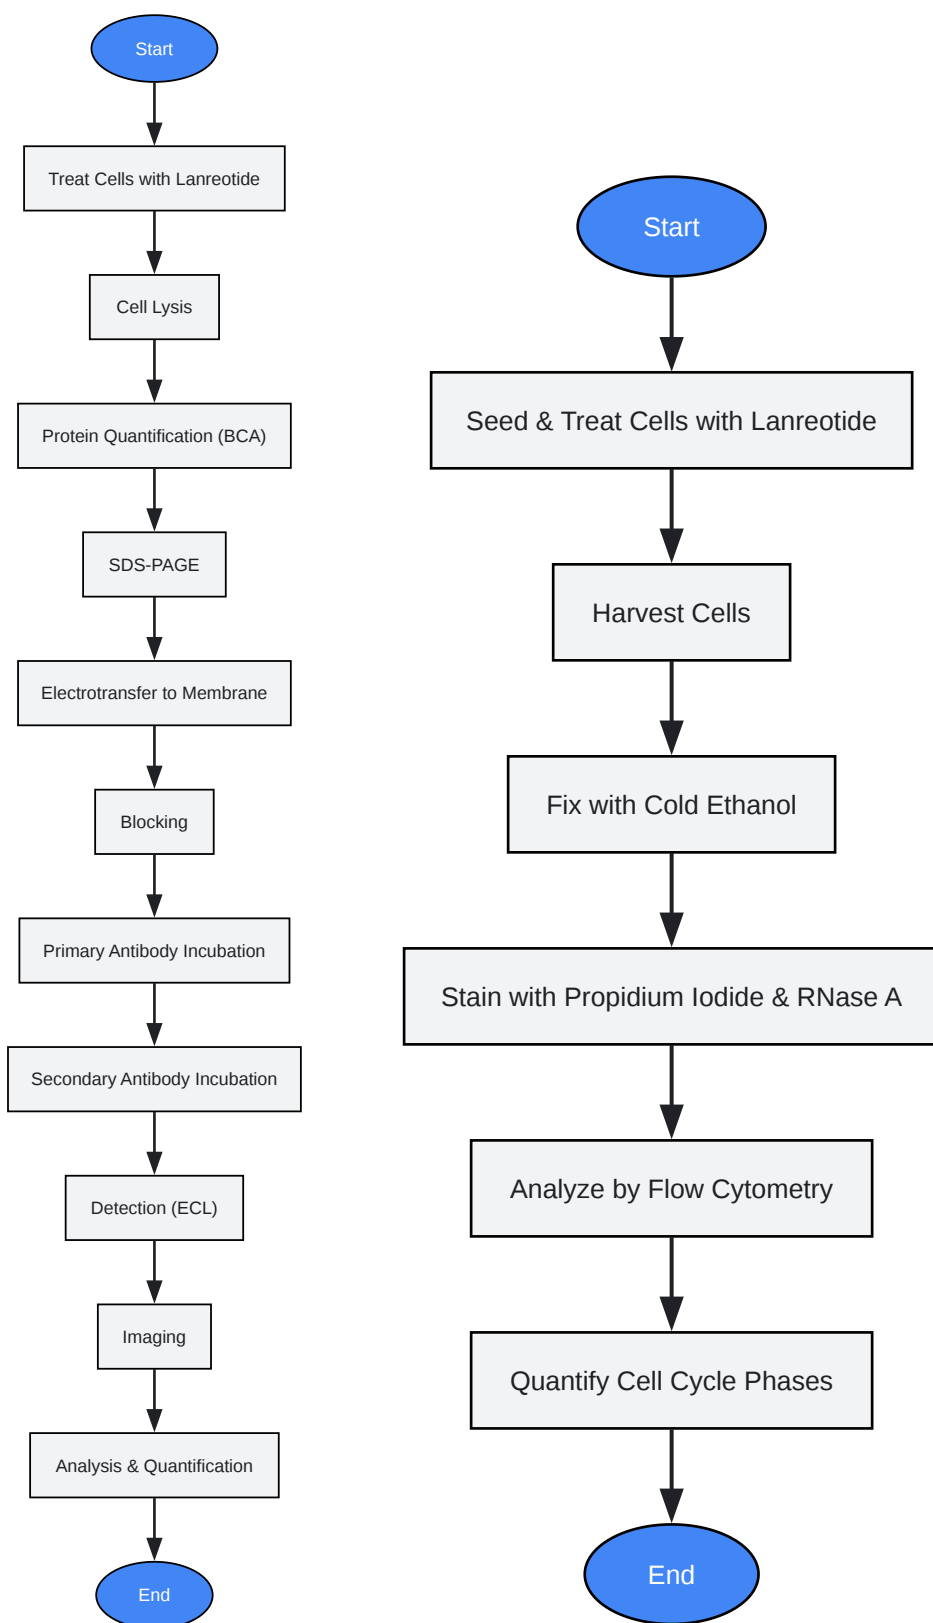 Start
Treat Cells with Lanreotide
Cell Lysis
Protein Quantification (BCA)
SDS-PAGE
Electrotransfer to Membrane
Blocking
Primary Antibody Incubation
Secondary Antibody Incubation
Detection (ECL)
Imaging
Analysis & Quantification
End
Start
Seed & Treat Cells with Lanreotide
Harvest Cells
Fix with Cold Ethanol
Stain with Propidium Iodide & RNase A
Analyze by Flow Cytometry
Quantify Cell Cycle Phases
End